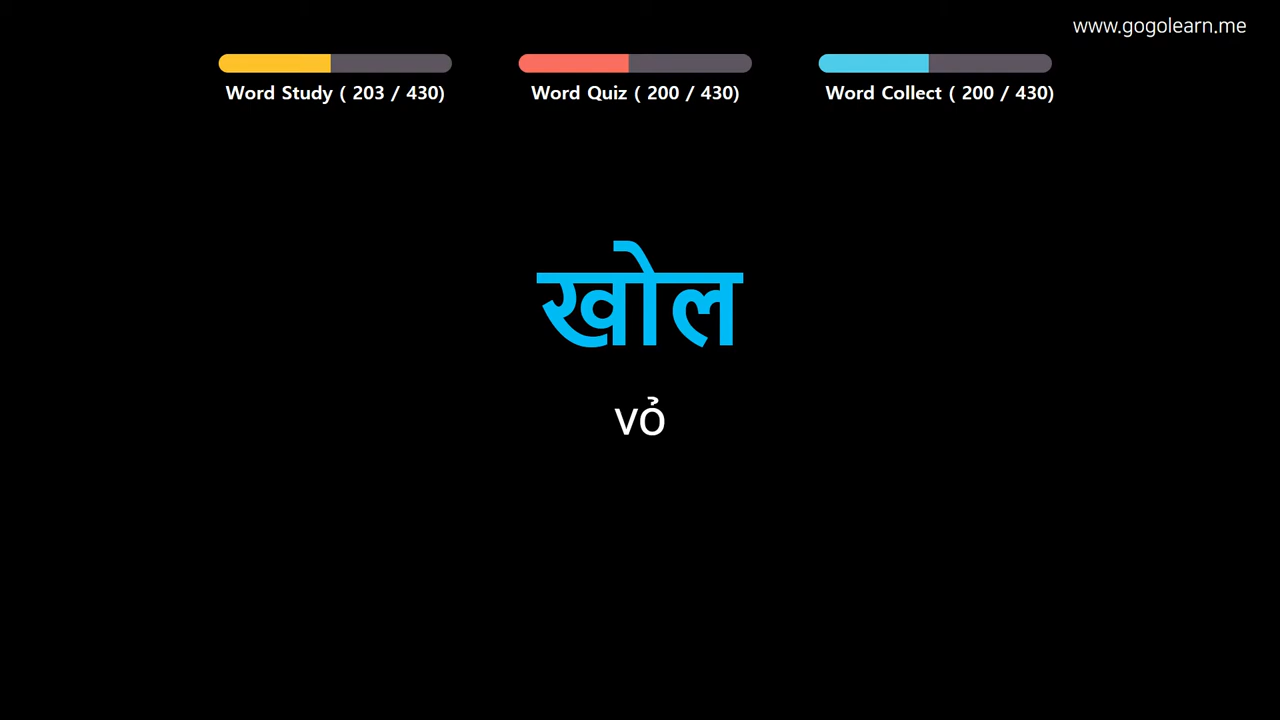 www.gogolearn.me
Word Study ( 203 / 430)
Word Quiz ( 200 / 430)
Word Collect ( 200 / 430)
खोल
vỏ